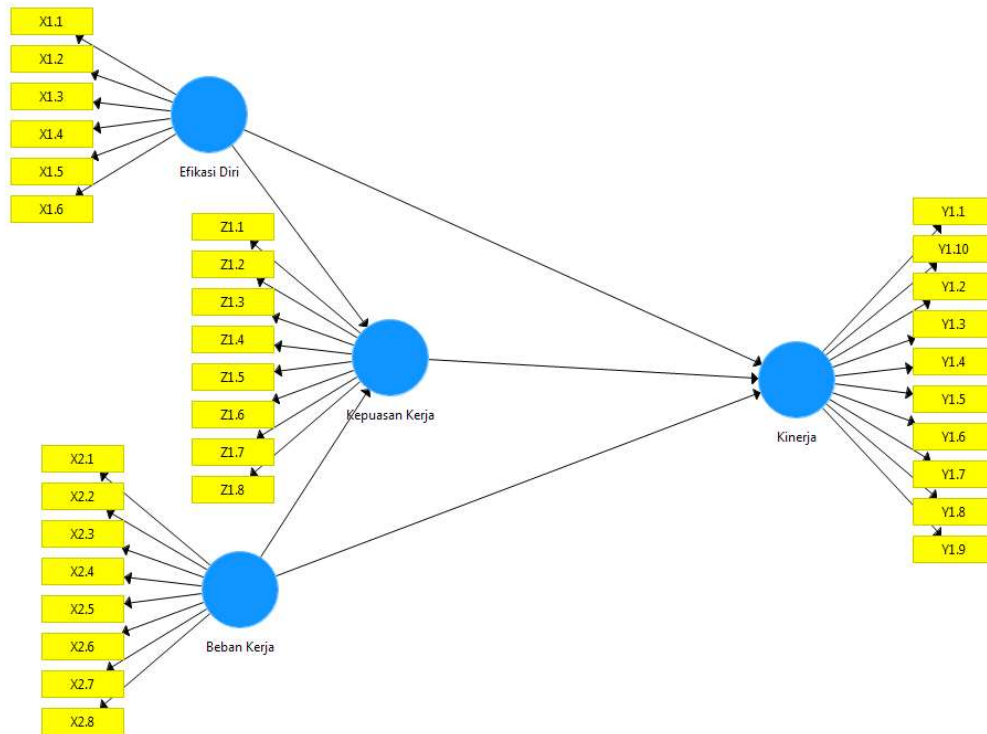 X1.1
X1.2
X1.3
X1.4
X1.5
X1.6
Efikasi Diri
Z1.1
Z1.2
Z1.3
Z1.4
Z1.5
Z1.6
Z1.7
Z1.8
Kepuasan Kerja
X2.1
X2.2
X2.3
X2.4
X2.5
X2.6
X2.7
X2.8
Beban Kerja
Kinerja
Y1.1
Y1.10
Y1.2
Y1.3
Y1.4
Y1.5
Y1.6
Y1.7
Y1.8
Y1.9